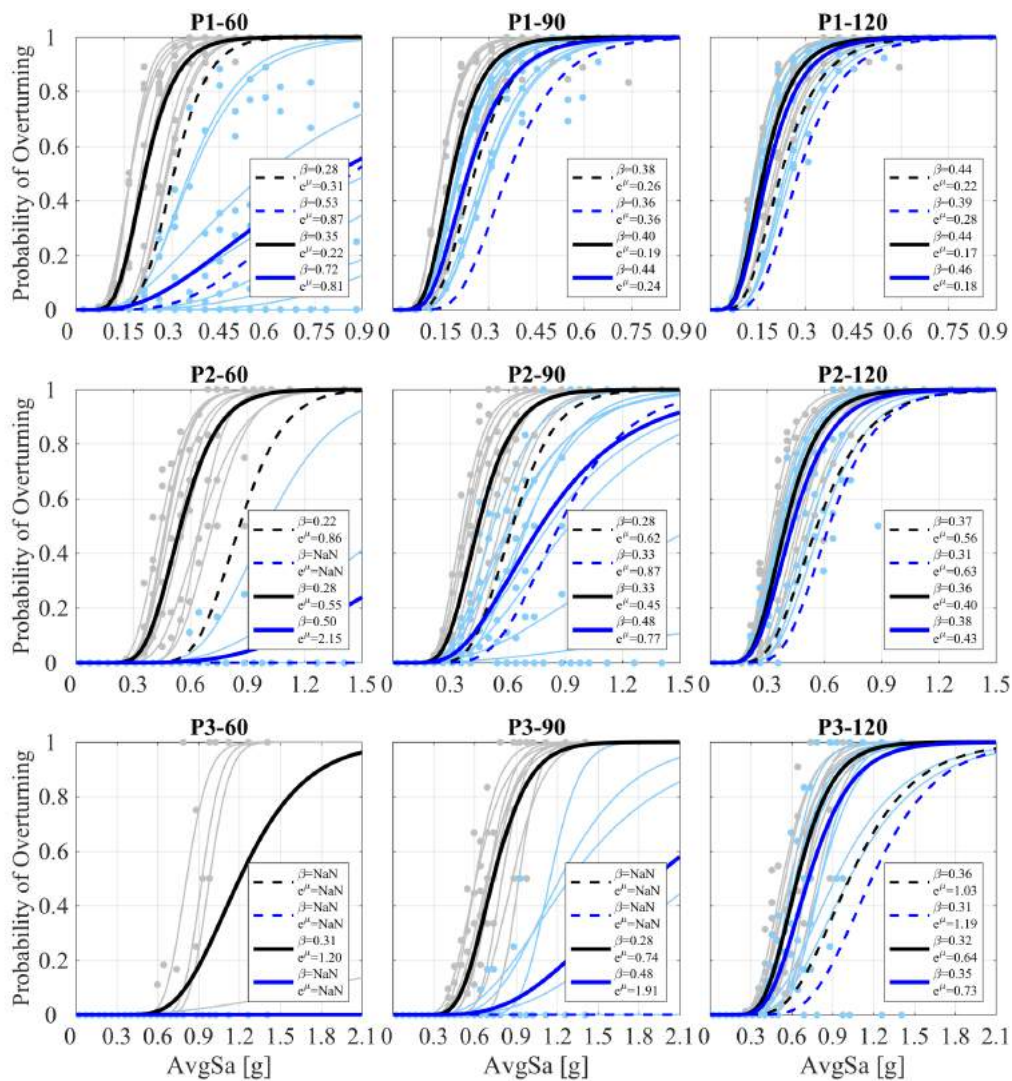 P1-60 P1-90 P1-120
Probability of Overturning
1
0.8
0.6
0.4
0.2
0
β=0.28
e^μ=0.31
β=0.53
e^μ=0.87
β=0.35
e^μ=0.22
β=0.72
e^μ=0.81
β=0.38
e^μ=0.26
β=0.36
e^μ=0.36
β=0.40
e^μ=0.19
β=0.44
e^μ=0.24
β=0.44
e^μ=0.22
β=0.39
e^μ=0.28
β=0.44
e^μ=0.17
β=0.46
e^μ=0.18
0 0.15 0.3 0.45 0.6 0.75 0.9
0 0.15 0.3 0.45 0.6 0.75 0.9
0 0.15 0.3 0.45 0.6 0.75 0.9
P2-60 P2-90 P2-120
Probability of Overturning
1
0.8
0.6
0.4
0.2
0
β=0.22
e^μ=0.86
β=NaN
e^μ=NaN
β=0.28
e^μ=0.55
β=0.50
e^μ=2.15
β=0.28
e^μ=0.62
β=0.33
e^μ=0.87
β=0.33
e^μ=0.45
β=0.48
e^μ=0.77
β=0.37
e^μ=0.56
β=0.31
e^μ=0.63
β=0.36
e^μ=0.40
β=0.38
e^μ=0.43
0 0.3 0.6 0.9 1.2 1.5
0 0.3 0.6 0.9 1.2 1.5
0 0.3 0.6 0.9 1.2 1.5
P3-60 P3-90 P3-120
Probability of Overturning
1
0.8
0.6
0.4
0.2
0
β=NaN
e^μ=NaN
β=NaN
e^μ=NaN
β=0.31
e^μ=1.20
β=NaN
e^μ=NaN
β=NaN
e^μ=NaN
β=NaN
e^μ=NaN
β=0.28
e^μ=0.74
β=0.48
e^μ=1.91
β=0.36
e^μ=1.03
β=0.31
e^μ=1.19
β=0.32
e^μ=0.64
β=0.35
e^μ=0.73
0 0.3 0.6 0.9 1.2 1.5 1.8 2.1
0 0.3 0.6 0.9 1.2 1.5 1.8 2.1
0 0.3 0.6 0.9 1.2 1.5 1.8 2.1
AvgSa [g] AvgSa [g] AvgSa [g]